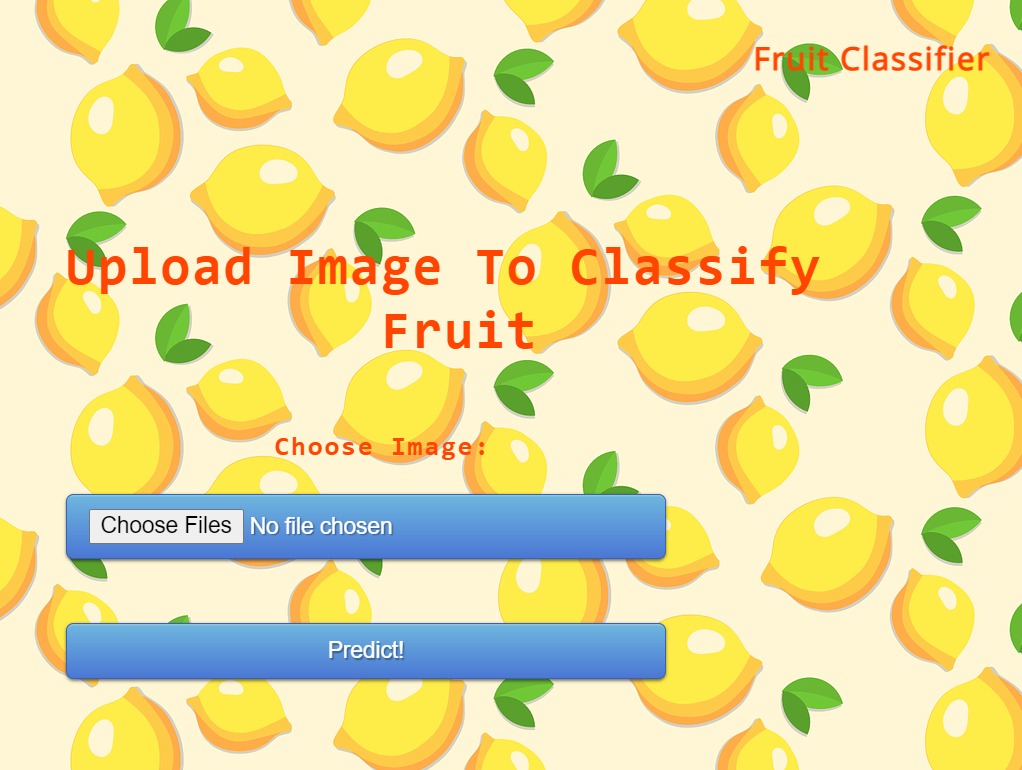 Fruit Classifier
Upload Image To Classify
Fruit
Choose Image:
Choose Files No file chosen
Predict!